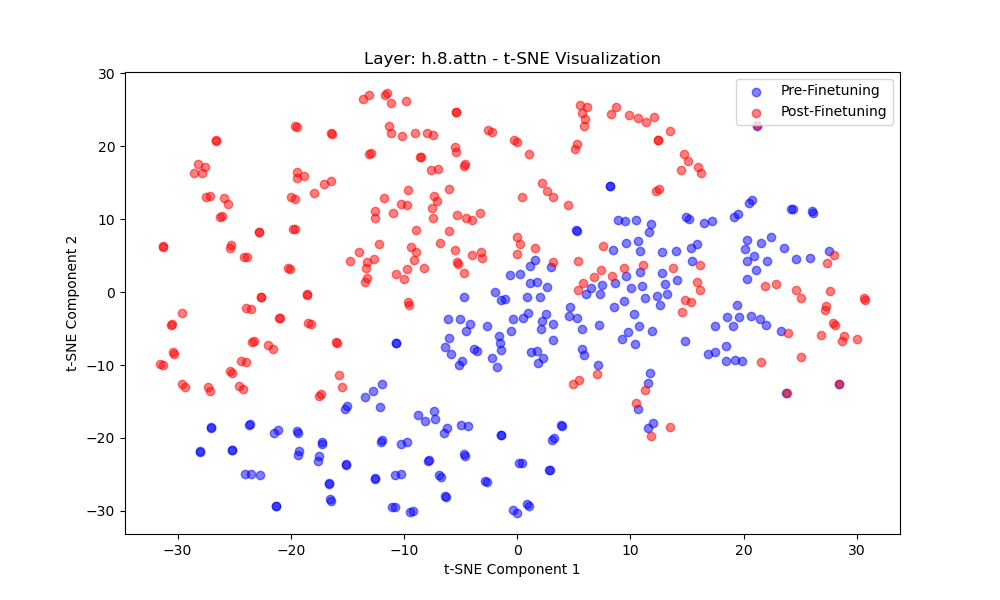 Layer: h.8.attn - t-SNE Visualization
Pre-Finetuning
Post-Finetuning
t-SNE Component 2
30
20
10
0
−10
−20
−30
−30
−20
−10
0
10
20
30
t-SNE Component 1